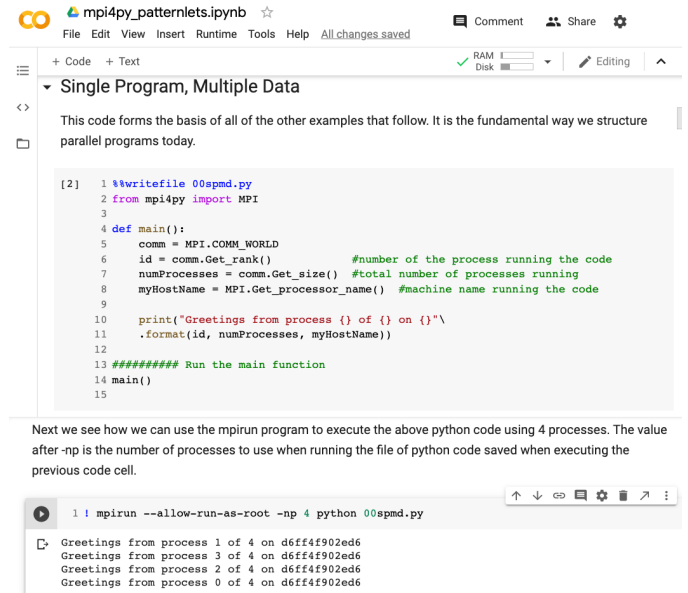 mpi4py_patternlets.ipynb
Comment
Share
File Edit View Insert Runtime Tools Help All changes saved
+ Code + Text
RAM
Disk
Editing
Single Program, Multiple Data
This code forms the basis of all of the other examples that follow. It is the fundamental way we structure
parallel programs today.
[2]
1 %%writefile 00spmd.py
2 from mpi4py import MPI
3
4 def main():
5     comm = MPI.COMM_WORLD
6     id = comm.Get_rank()            #number of the process running the code
7     numProcesses = comm.Get_size()  #total number of processes running
8     myHostName = MPI.Get_processor_name()  #machine name running the code
9
10     print("Greetings from process {} of {} on {}"\
11     .format(id, numProcesses, myHostName))
12
13 ########## Run the main function
14 main()
15
Next we see how we can use the mpirun program to execute the above python code using 4 processes. The value
after -np is the number of processes to use when running the file of python code saved when executing the
previous code cell.
1 ! mpirun --allow-run-as-root -np 4 python 00spmd.py
Greetings from process 1 of 4 on d6ff4f902ed6
Greetings from process 3 of 4 on d6ff4f902ed6
Greetings from process 2 of 4 on d6ff4f902ed6
Greetings from process 0 of 4 on d6ff4f902ed6